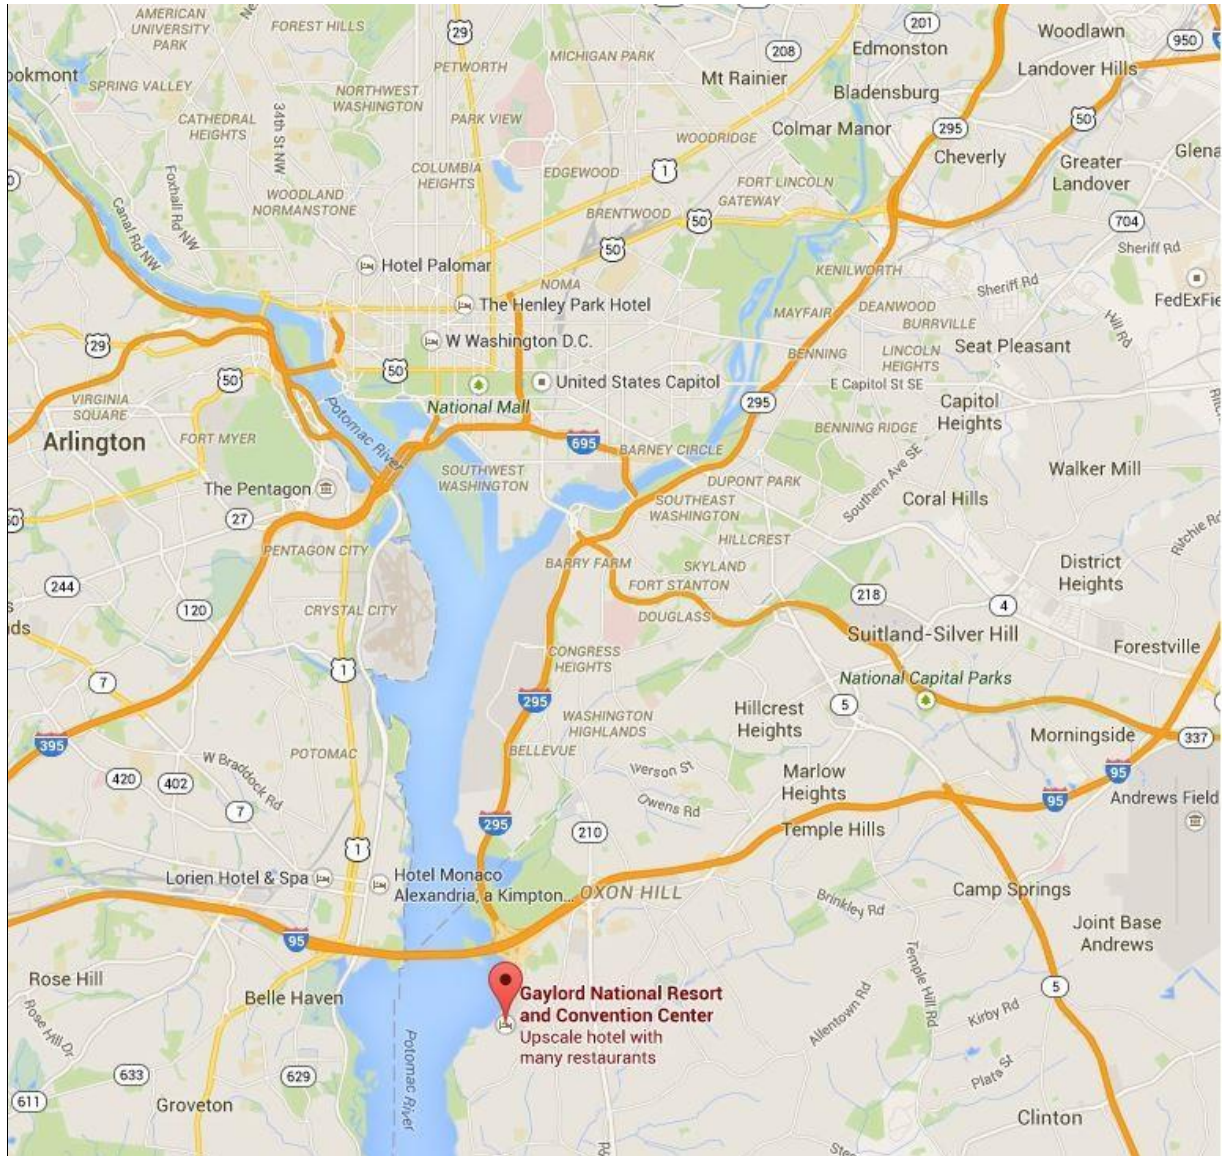 AMERICAN
UNIVERSITY
PARK
FOREST HILLS
29
201
Woodlawn
950
Edmonston
208
MICHIGAN PARK
PETWORTH
Mt Rainier
Landover Hills
SPRING VALLEY
NORTHWEST
WASHINGTON
Bladensburg
CATHEDRAL
HEIGHTS
34th St NW
PARK VIEW
WOODRIDGE
Colmar Manor
295
50
Cheverly
Greater
Landover
Foxhall Rd NW
Canal Rd NW
COLUMBIA
HEIGHTS
EDGEWOOD
1
FORT LINCOLN
GATEWAY
WOODLAND
NORMANSTONE
BRENTWOOD
50
704
50
Sheriff Rd
Hotel Palomar
KENILWORTH
Sheriff Rd
NOMA
The Henley Park Hotel
MAYFAIR
DEANWOOD
BURRVILLE
Hill Rd
29
W Washington D.C.
BENNING
LINCOLN
HEIGHTS
Seat Pleasant
50
50
United States Capitol
E Capitol St SE
VIRGINIA
SQUARE
National Mall
295
Capitol
Heights
Potomac River
Arlington
FORT MYER
695
BARNEY CIRCLE
BENNING RIDGE
SOUTHWEST
WASHINGTON
Walker Mill
The Pentagon
DUPONT PARK
Southern Ave SE
Coral Hills
27
SOUTHEAST
WASHINGTON
Ritchie Rd
HILLCREST
PENTAGON CITY
BARRY FARM
SKYLAND
District
Heights
244
FORT STANTON
120
CRYSTAL CITY
DOUGLASS
218
4
Suitland-Silver Hill
Forestville
CONGRESS
HEIGHTS
1
7
National Capital Parks
295
Hillcrest
Heights
5
WASHINGTON
HIGHLANDS
395
POTOMAC
BELLEVUE
Morningside
337
W Braddock Rd
Iverson St
Marlow
Heights
95
420
402
Owens Rd
95
Andrews Field
7
295
210
Temple Hills
1
Lorien Hotel & Spa
Hotel Monaco
Alexandria, a Kimpton...
OXON HILL
Camp Springs
Brinkley Rd
95
Joint Base
Andrews
Rose Hill
Temple Hill Rd
Belle Haven
Gaylord National Resort
and Convention Center
Upscale hotel with
many restaurants
5
Allentown Rd
Kirby Rd
Rose Hill Dr
Potomac River
633
629
Plata St
611
Groveton
Clinton